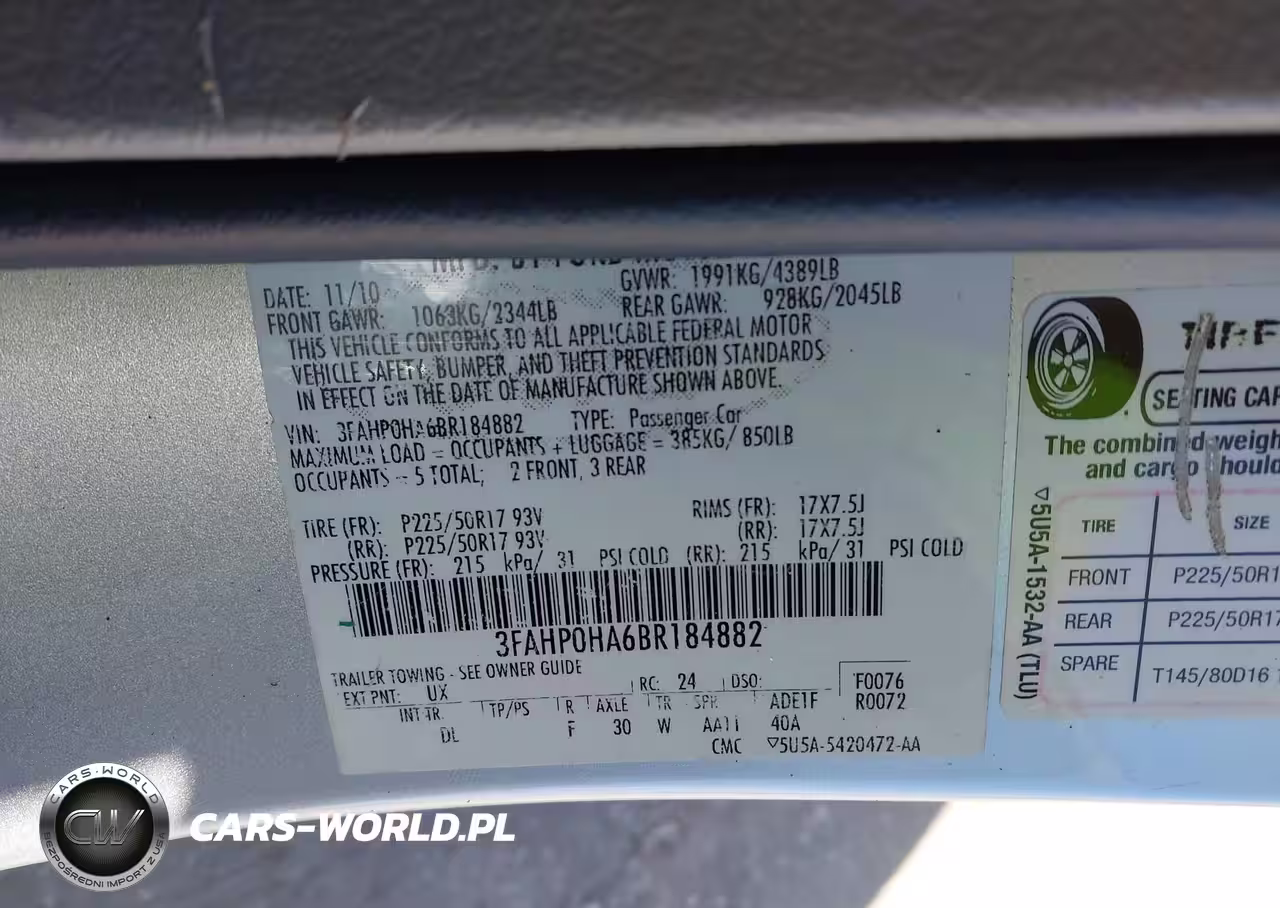 DATE: 11/10
GVWR: 1991KG/4389LB
FRONT GAWR: 1063KG/2344LB
REAR GAWR: 928KG/2045LB
THIS VEHICLE CONFORMS TO ALL APPLICABLE FEDERAL MOTOR
VEHICLE SAFETY, BUMPER, AND THEFT PREVENTION STANDARDS
IN EFFECT ON THE DATE OF MANUFACTURE SHOWN ABOVE.
VIN: 3FAHP0HA6BR184882 TYPE: Passenger Car
MAXIMUM LOAD = OCCUPANTS + LUGGAGE = 385KG/ 850LB
OCCUPANTS = 5 TOTAL; 2 FRONT, 3 REAR
TIRE (FR): P225/50R17 93V RIMS (FR): 17X7.5J
(RR): P225/50R17 93V (RR): 17X7.5J
PRESSURE (FR): 215 kPa/ 31 PSI COLD (RR): 215 kPa/ 31 PSI COLD
3FAHP0HA6BR184882
TRAILER TOWING - SEE OWNER GUIDE
EXT PNT: UX RC: 24 DSO: F0076
R0072
INT TR. TP/PS R AXLE TR SPR ADETF
DL F 30 W AA11 40A
CMC ▽5U5A-5420472-AA
SEATING CAP
The combined weigh
and cargo should
▽5U5A-1532-AA (TLU)
TIRE SIZE
FRONT P225/50R1
REAR P225/50R17
SPARE T145/80D16
CARS-WORLD
CW
BEZPOŚREDNI IMPORT Z USA
CARS-WORLD.PL